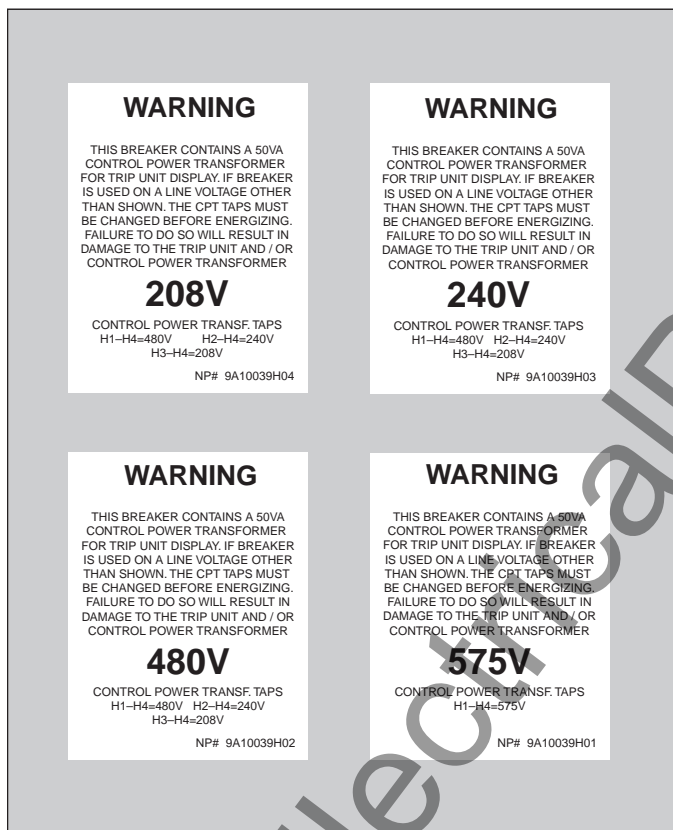 WARNING
THIS BREAKER CONTAINS A 50VA
CONTROL POWER TRANSFORMER
FOR TRIP UNIT DISPLAY. IF BREAKER
IS USED ON A LINE VOLTAGE OTHER
THAN SHOWN. THE CPT TAPS MUST
BE CHANGED BEFORE ENERGIZING.
FAILURE TO DO SO WILL RESULT IN
DAMAGE TO THE TRIP UNIT AND / OR
CONTROL POWER TRANSFORMER
208V
CONTROL POWER TRANSF. TAPS
H1–H4=480V H2–H4=240V
H3–H4=208V
NP# 9A10039H04
WARNING
THIS BREAKER CONTAINS A 50VA
CONTROL POWER TRANSFORMER
FOR TRIP UNIT DISPLAY. IF BREAKER
IS USED ON A LINE VOLTAGE OTHER
THAN SHOWN. THE CPT TAPS MUST
BE CHANGED BEFORE ENERGIZING.
FAILURE TO DO SO WILL RESULT IN
DAMAGE TO THE TRIP UNIT AND / OR
CONTROL POWER TRANSFORMER
240V
CONTROL POWER TRANSF. TAPS
H1–H4=480V H2–H4=240V
H3–H4=208V
NP# 9A10039H03
WARNING
THIS BREAKER CONTAINS A 50VA
CONTROL POWER TRANSFORMER
FOR TRIP UNIT DISPLAY. IF BREAKER
IS USED ON A LINE VOLTAGE OTHER
THAN SHOWN. THE CPT TAPS MUST
BE CHANGED BEFORE ENERGIZING.
FAILURE TO DO SO WILL RESULT IN
DAMAGE TO THE TRIP UNIT AND / OR
CONTROL POWER TRANSFORMER
480V
CONTROL POWER TRANSF. TAPS
H1–H4=480V H2–H4=240V
H3–H4=208V
NP# 9A10039H02
WARNING
THIS BREAKER CONTAINS A 50VA
CONTROL POWER TRANSFORMER
FOR TRIP UNIT DISPLAY. IF BREAKER
IS USED ON A LINE VOLTAGE OTHER
THAN SHOWN. THE CPT TAPS MUST
BE CHANGED BEFORE ENERGIZING.
FAILURE TO DO SO WILL RESULT IN
DAMAGE TO THE TRIP UNIT AND / OR
CONTROL POWER TRANSFORMER
575V
CONTROL POWER TRANSF. TAPS
H1–H4=575V
NP# 9A10039H01